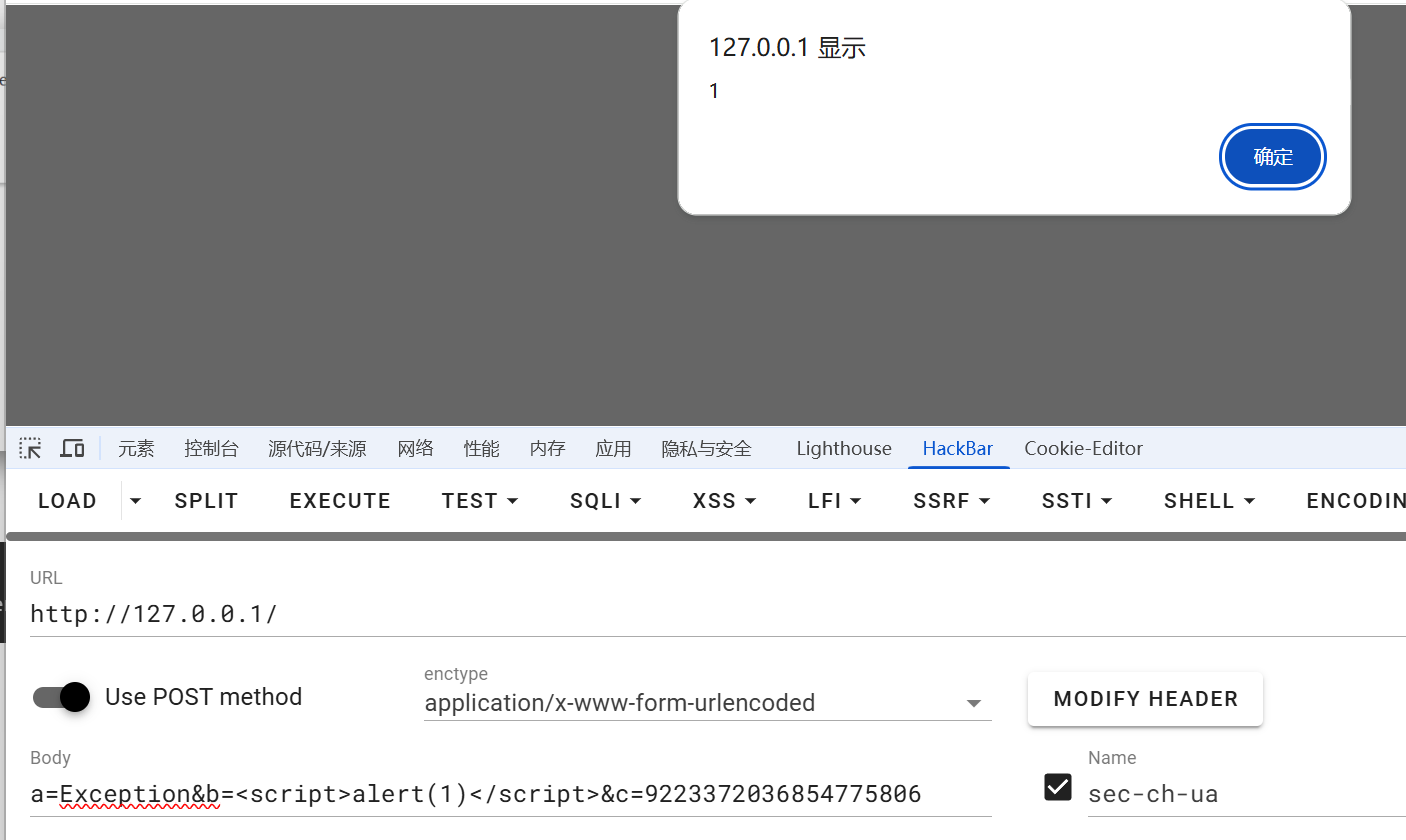 127.0.0.1 显示
1
确定
元素 控制台 源代码/来源 网络 性能 内存 应用 隐私与安全 Lighthouse HackBar Cookie-Editor
LOAD SPLIT EXECUTE TEST SQLI XSS LFI SSRF SSTI SHELL ENCODIN
URL
http://127.0.0.1/
Use POST method
enctype
application/x-www-form-urlencoded
MODIFY HEADER
Body
a=Exception&b=<script>alert(1)</script>&c=9223372036854775806
Name
sec-ch-ua